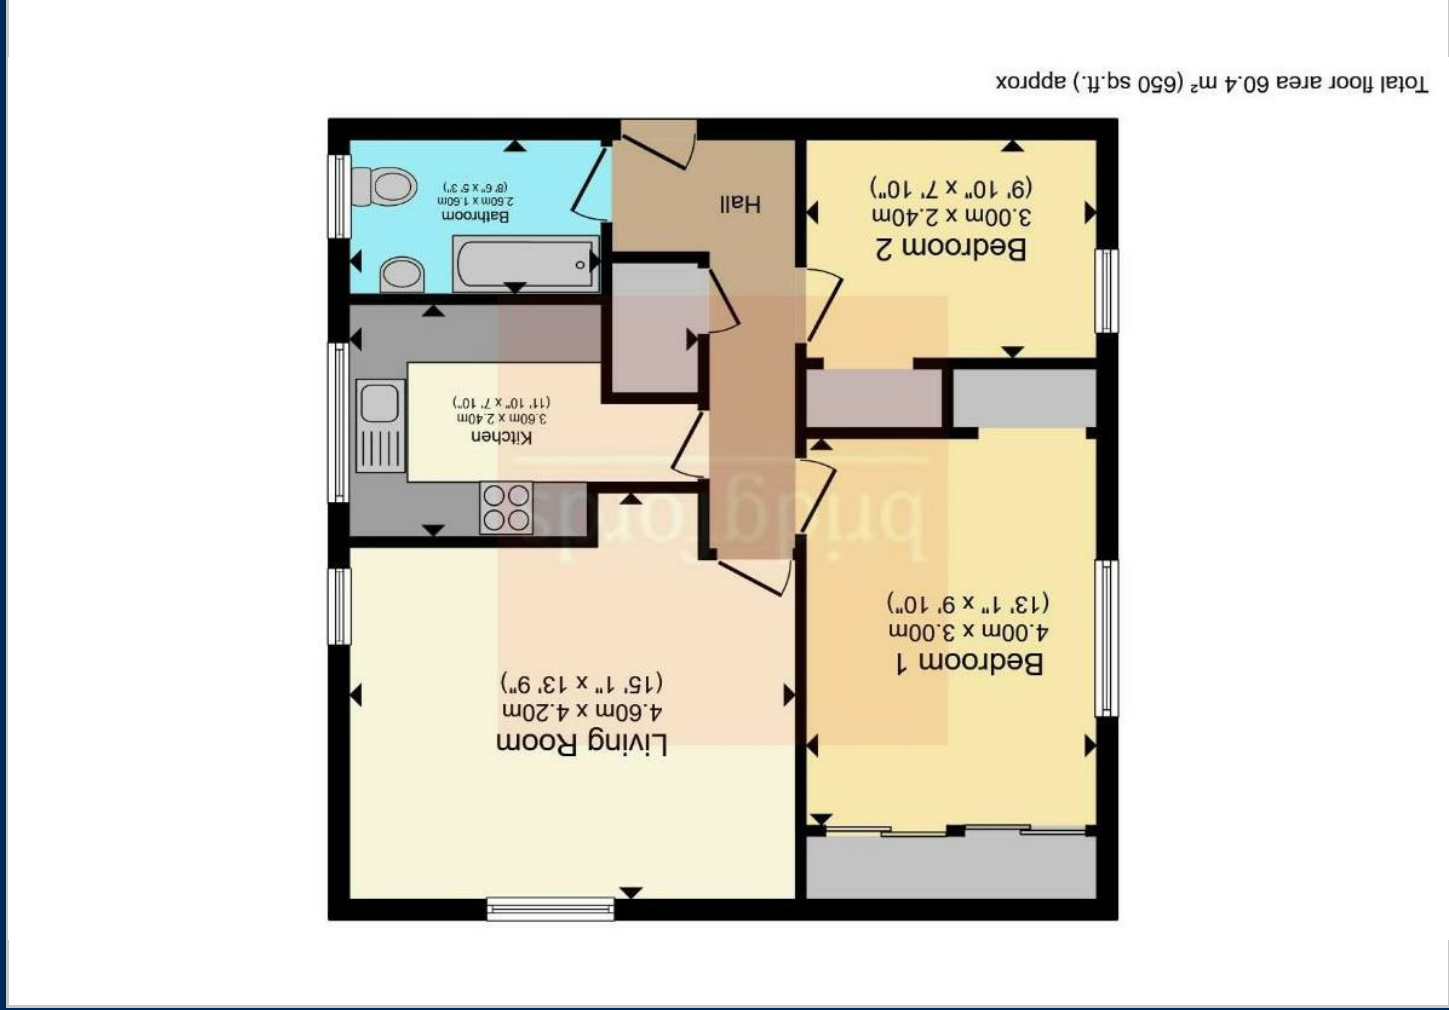 Living Room
4.60m x 4.20m
(15' 1" x 13' 9")
Bedroom 1
4.00m x 3.00m
(13' 1" x 9' 10")
bridgfords
Kitchen
3.60m x 2.40m
(11' 10" x 7' 10")
Bedroom 2
3.00m x 2.40m
(9' 10" x 7' 10")
Bathroom
2.60m x 1.60m
(8' 6" x 5' 3")
Hall
Total floor area 60.4 m² (650 sq.ft.) approx